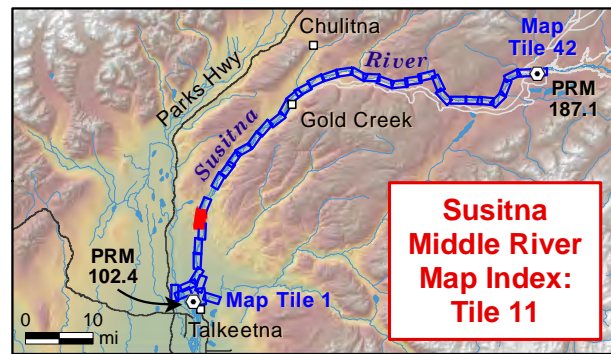 Chulitna
Map
Tile 42
River
Parks Hwy
PRM
187.1
Gold Creek
Susitna
Susitna
Middle River
Map Index:
Tile 11
PRM
102.4
Map Tile 1
0 10
mi
Talkeetna